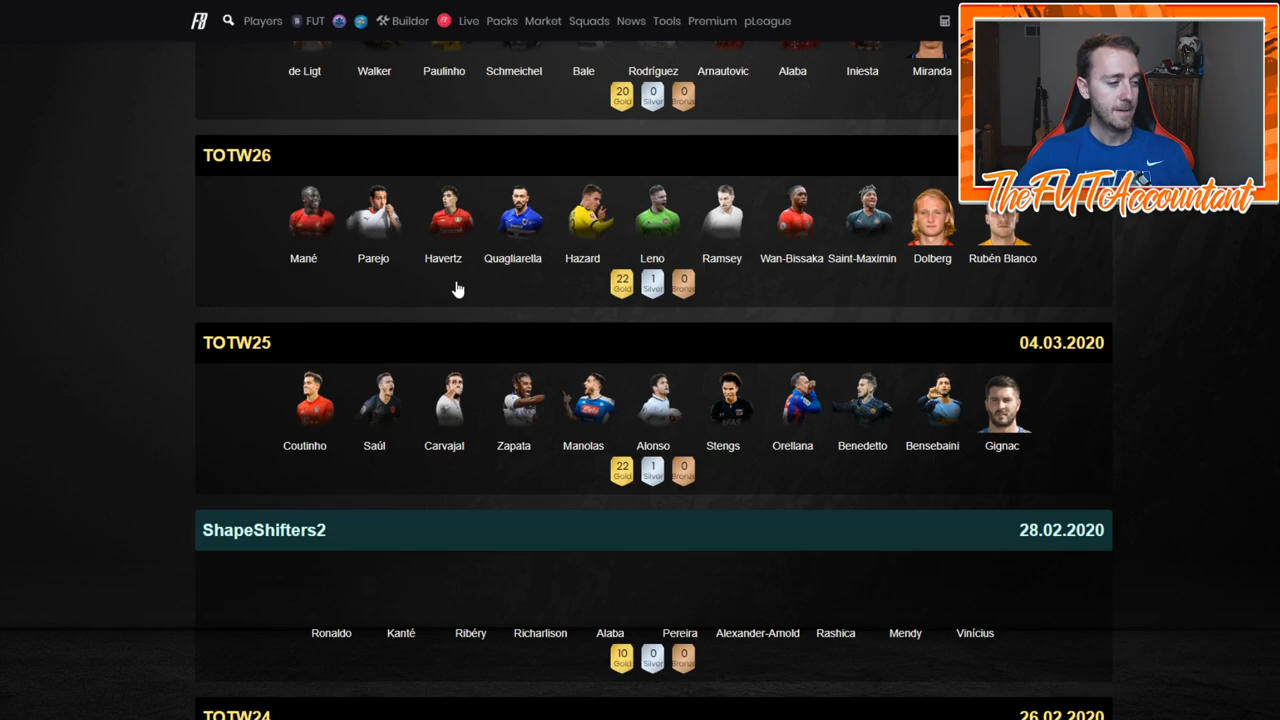 FB Players FUT Builder Live Packs Market Squads News Tools Premium pLeague
TheFUTAccountant
de Ligt Walker Paulinho Schmeichel Bale Rodríguez Arnautovic Alaba Iniesta Miranda
20 0 0
Gold Silver Bronze
TOTW26
Mané Parejo Havertz Quagliarella Hazard Leno Ramsey Wan-Bissaka Saint-Maximin Dolberg Rubén Blanco
22 1 0
Gold Silver Bronze
TOTW25 04.03.2020
Coutinho Saúl Carvajal Zapata Manolas Alonso Stengs Orellana Benedetto Bensebaini Gignac
22 1 0
Gold Silver Bronze
ShapeShifters2 28.02.2020
Ronaldo Kanté Ribéry Richarlison Alaba Pereira Alexander-Arnold Rashica Mendy Vinícius
10 0 0
Gold Silver Bronze
TOTW24 26.02.2020